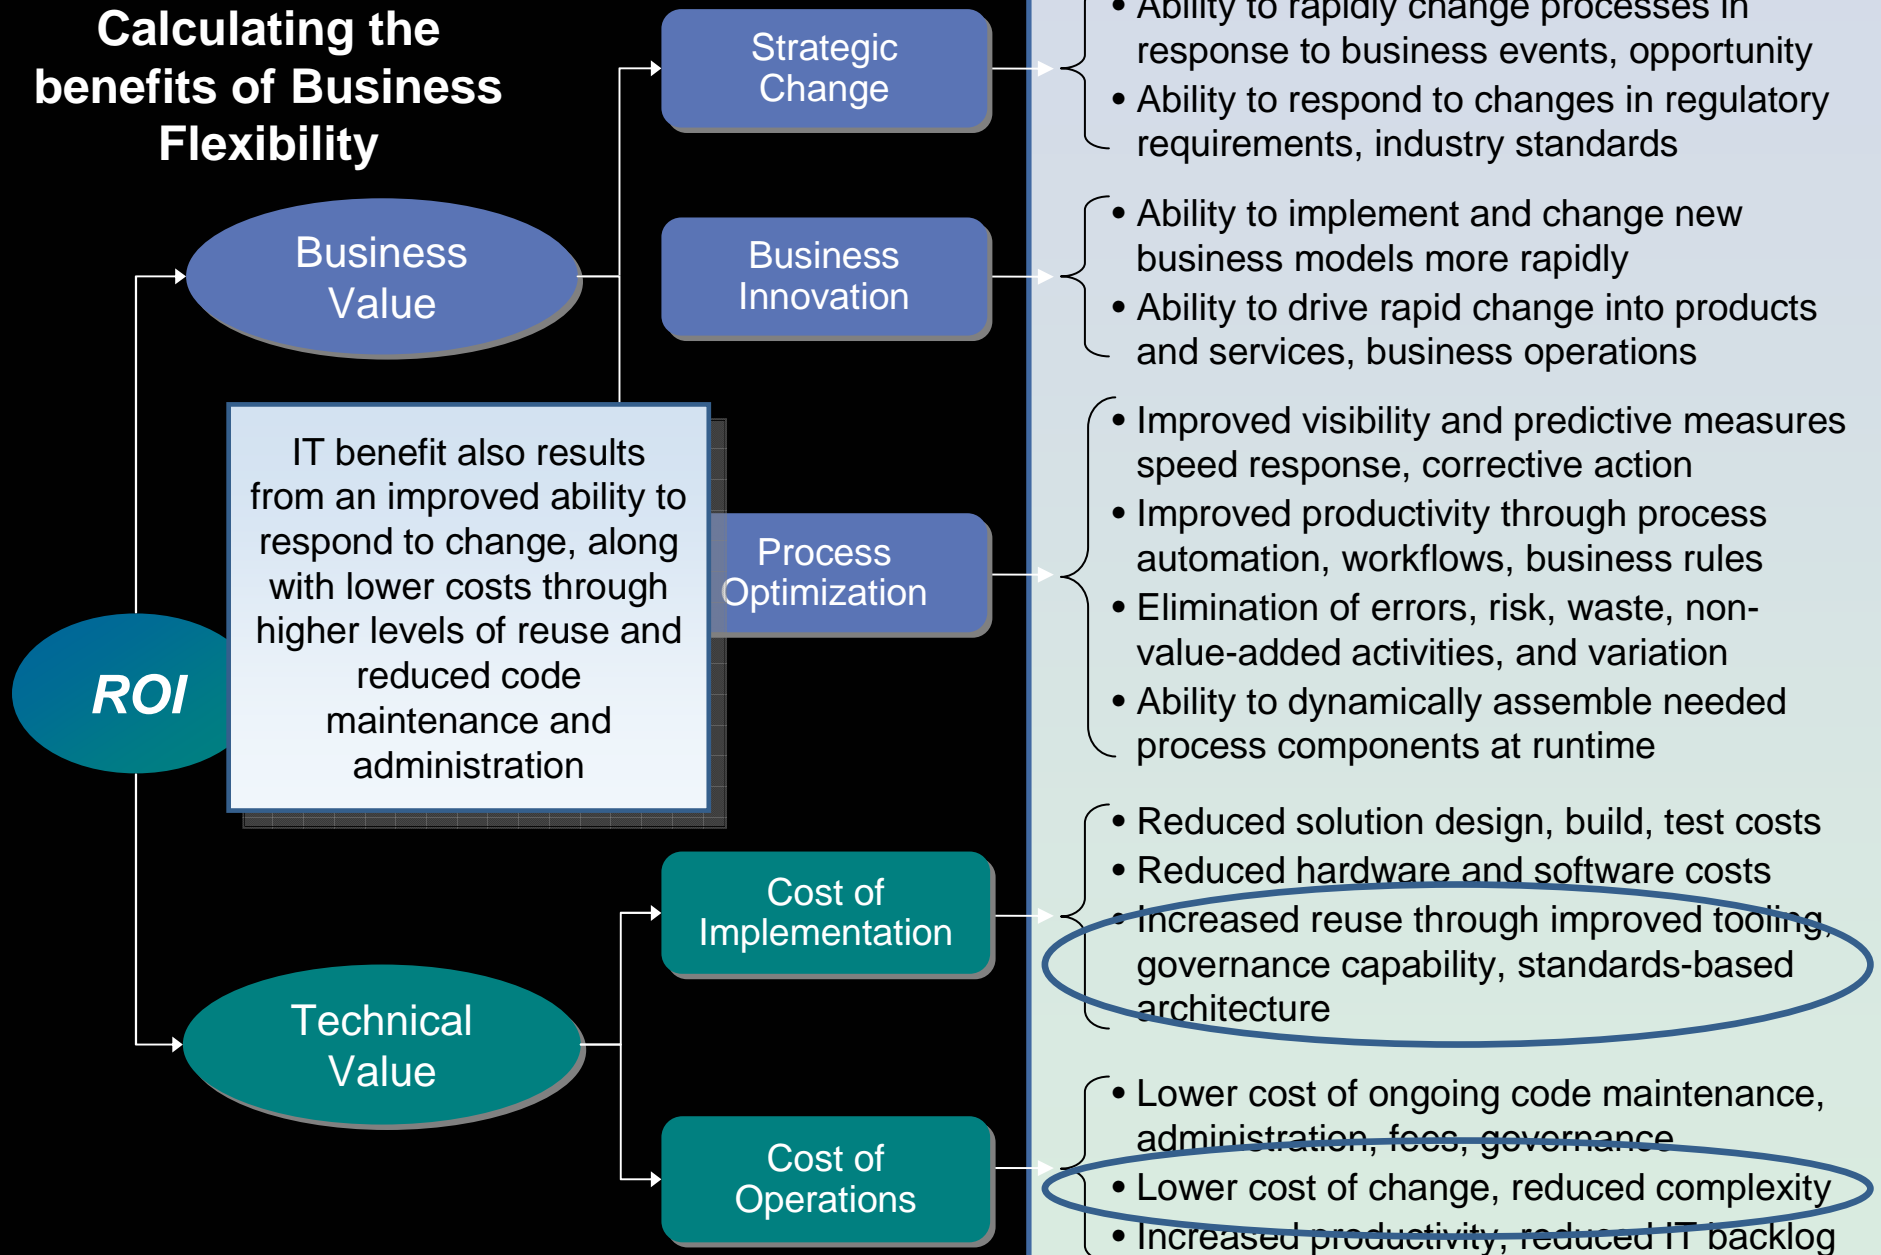 Calculating the
benefits of Business
Flexibility
ROI
Business
Value
Technical
Value
IT benefit also results
from an improved ability to
respond to change, along
with lower costs through
higher levels of reuse and
reduced code
maintenance and
administration
Strategic
Change
• Ability to rapidly change processes in
response to business events, opportunity
• Ability to respond to changes in regulatory
requirements, industry standards
Business
Innovation
• Ability to implement and change new
business models more rapidly
• Ability to drive rapid change into products
and services, business operations
Process
Optimization
• Improved visibility and predictive measures
speed response, corrective action
• Improved productivity through process
automation, workflows, business rules
• Elimination of errors, risk, waste, non-
value-added activities, and variation
• Ability to dynamically assemble needed
process components at runtime
Cost of
Implementation
• Reduced solution design, build, test costs
• Reduced hardware and software costs
• Increased reuse through improved tooling,
governance capability, standards-based
architecture
Cost of
Operations
• Lower cost of ongoing code maintenance,
administration, fees, governance
• Lower cost of change, reduced complexity
• Increased productivity, reduced IT backlog